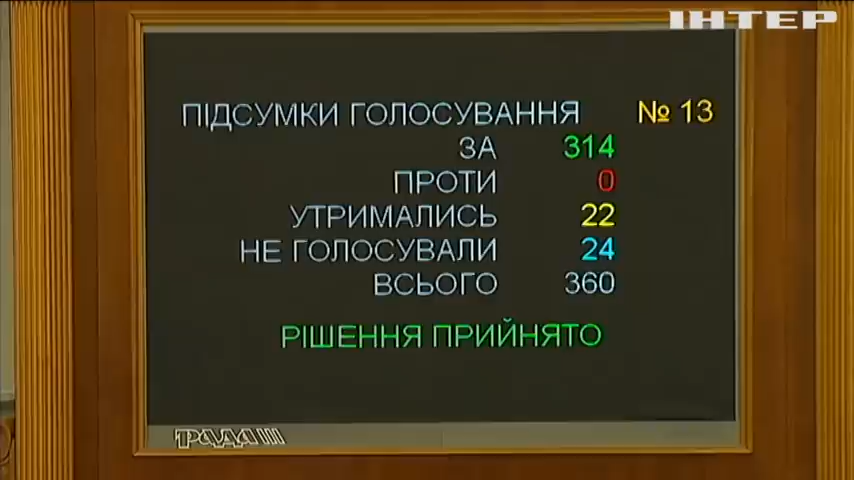 ІНТЕР
ПІДСУМКИ ГОЛОСУВАННЯ № 13
ЗА 314
ПРОТИ 0
УТРИМАЛИСЬ 22
НЕ ГОЛОСУВАЛИ 24
ВСЬОГО 360
РІШЕННЯ ПРИЙНЯТО
РАДА III